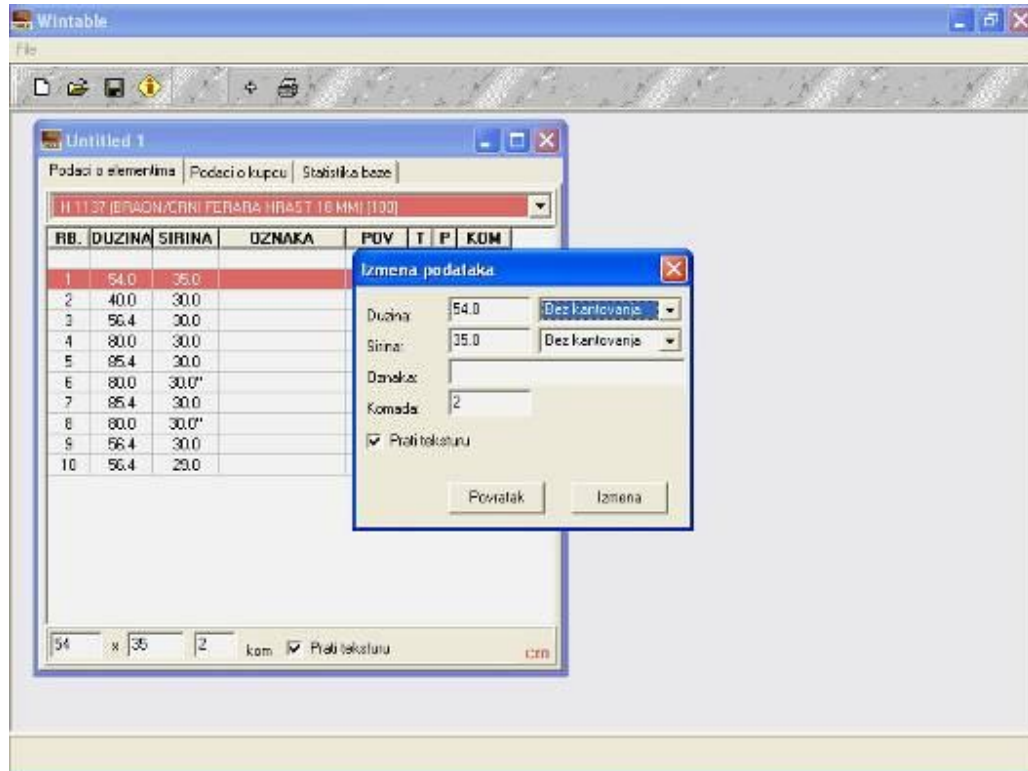 Wintable
File
Untitled 1
Podaci o elementima Podaci o kupcu Statistika baze
H 1137 (BRAON/CRNI FERARA HRAST 18 MM) [100]
RB. DUZINA SIRINA OZNAKA POV T P KOM
1 54.0 35.0
2 40.0 30.0
3 56.4 30.0
4 80.0 30.0
5 85.4 30.0
6 80.0 30.0"
7 85.4 30.0
8 80.0 30.0"
9 56.4 30.0
10 56.4 29.0
54 x 35 2 kom Prati teksturu cm
Izmena podataka
Duzina: 54.0 Bez kantovanja
Sirina: 35.0 Bez kantovanja
Oznaka:
Komada: 2
Prati teksturu
Povratak Izmena